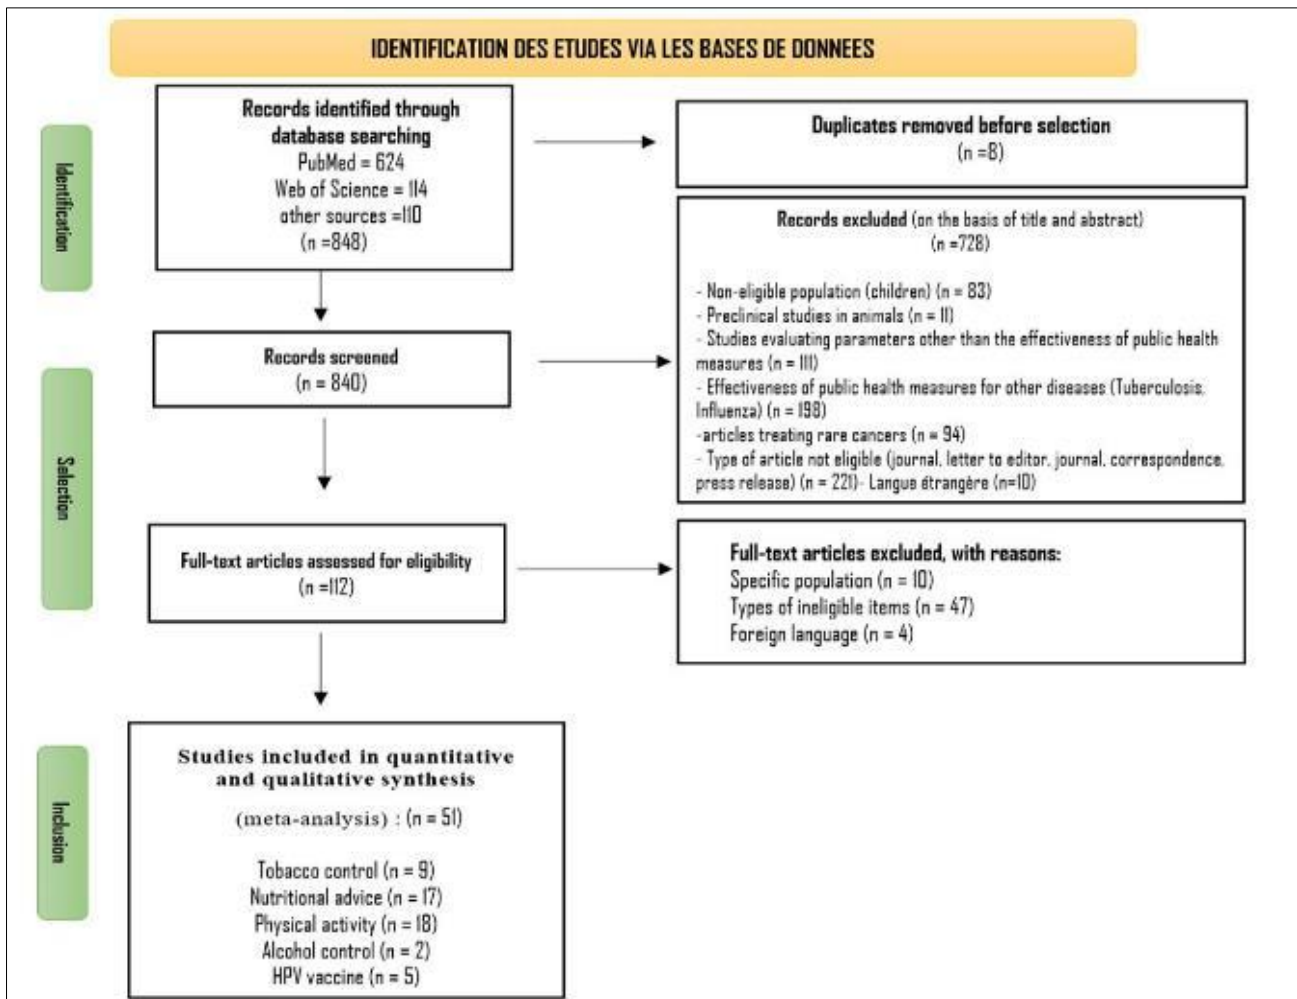 IDENTIFICATION DES ETUDES VIA LES BASES DE DONNEES
Identification
Records identified through
database searching
PubMed = 624
Web of Science = 114
other sources =110
(n =848)
Duplicates removed before selection
(n =8)
Records excluded (on the basis of title and abstract)
(n =728)
- Non-eligible population (children) (n = 83)
- Preclinical studies in animals (n = 11)
- Studies evaluating parameters other than the effectiveness of public health
measures (n = 111)
- Effectiveness of public health measures for other diseases (Tuberculosis,
Influenza) (n = 198)
-articles treating rare cancers (n = 94)
- Type of article not eligible (journal, letter to editor, journal, correspondence,
press release) (n = 221)- Langue étrangère (n=10)
Selection
Records screened
(n = 840)
Full-text articles assessed for eligibility
(n =112)
Full-text articles excluded, with reasons:
Specific population (n = 10)
Types of ineligible items (n = 47)
Foreign language (n = 4)
Inclusion
Studies included in quantitative
and qualitative synthesis
(meta-analysis) : (n = 51)
Tobacco control (n = 9)
Nutritional advice (n = 17)
Physical activity (n = 18)
Alcohol control (n = 2)
HPV vaccine (n = 5)